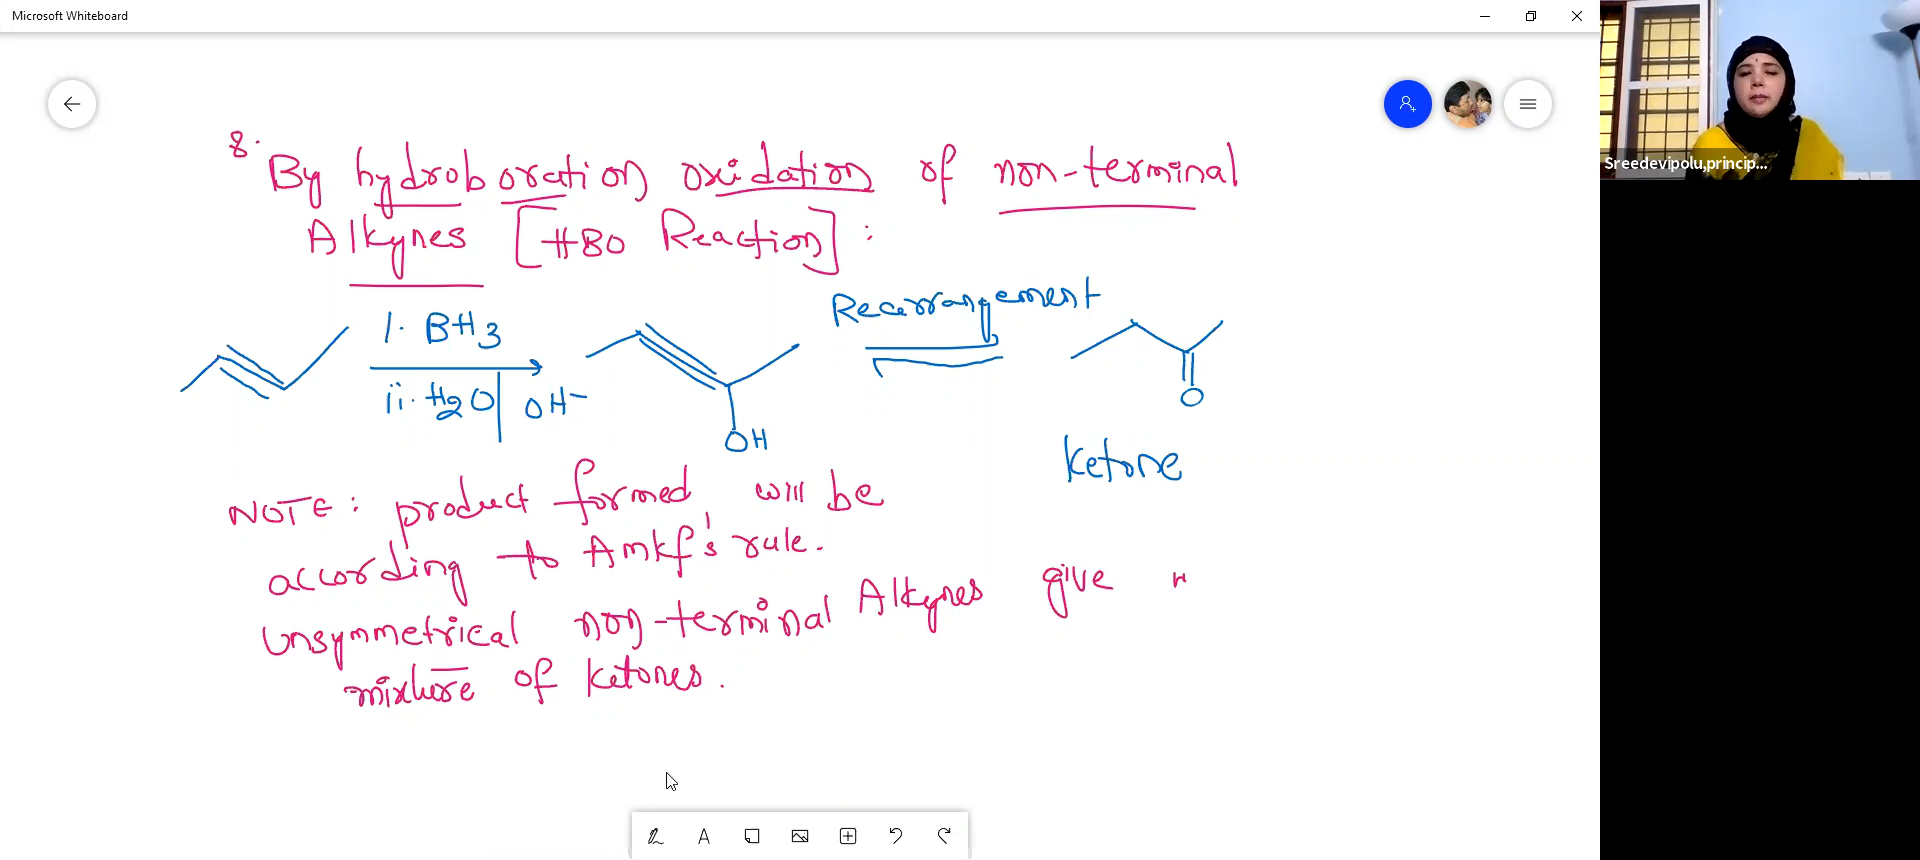 Microsoft Whiteboard
Sreedevipolu,princip...
8.
By hydroboration oxidation of non-terminal
Alkynes [HBO Reaction] :
1. BH3
ii. H2O | OH-
OH
Rearrangement
O
ketone
NOTE: product formed will be
according to Amkf's rule.
Unsymmetrical non-terminal Alkynes give
mixture of ketones.
A